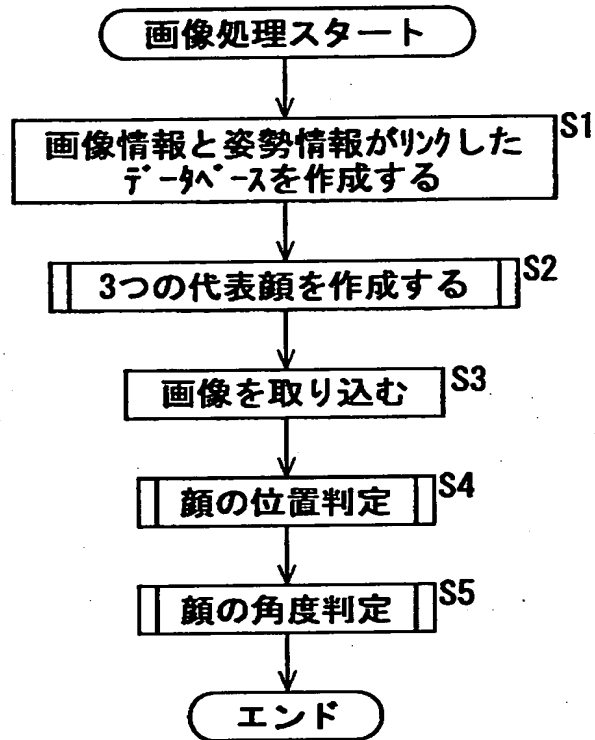 画像処理スタート
S1
画像情報と姿勢情報がリンクした
データベースを作成する
S2
3つの代表顔を作成する
S3
画像を取り込む
S4
顔の位置判定
S5
顔の角度判定
エンド